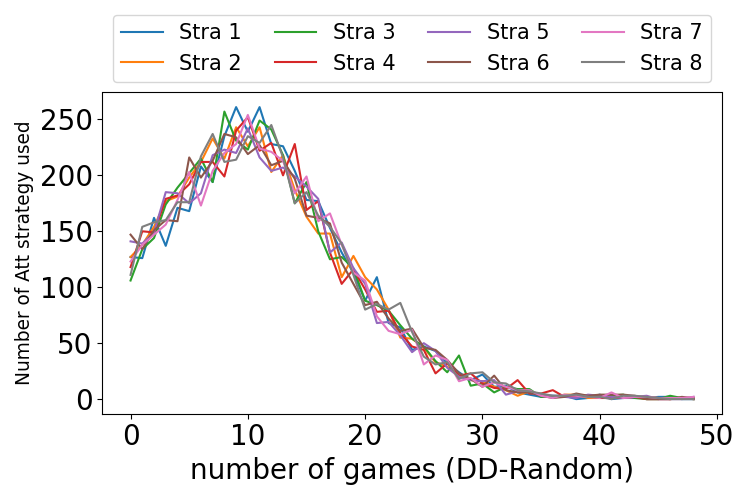 Stra 1 Stra 3 Stra 5 Stra 7
Stra 2 Stra 4 Stra 6 Stra 8
250
200
150
100
50
0
Number of Att strategy used
0 10 20 30 40 50
number of games (DD-Random)